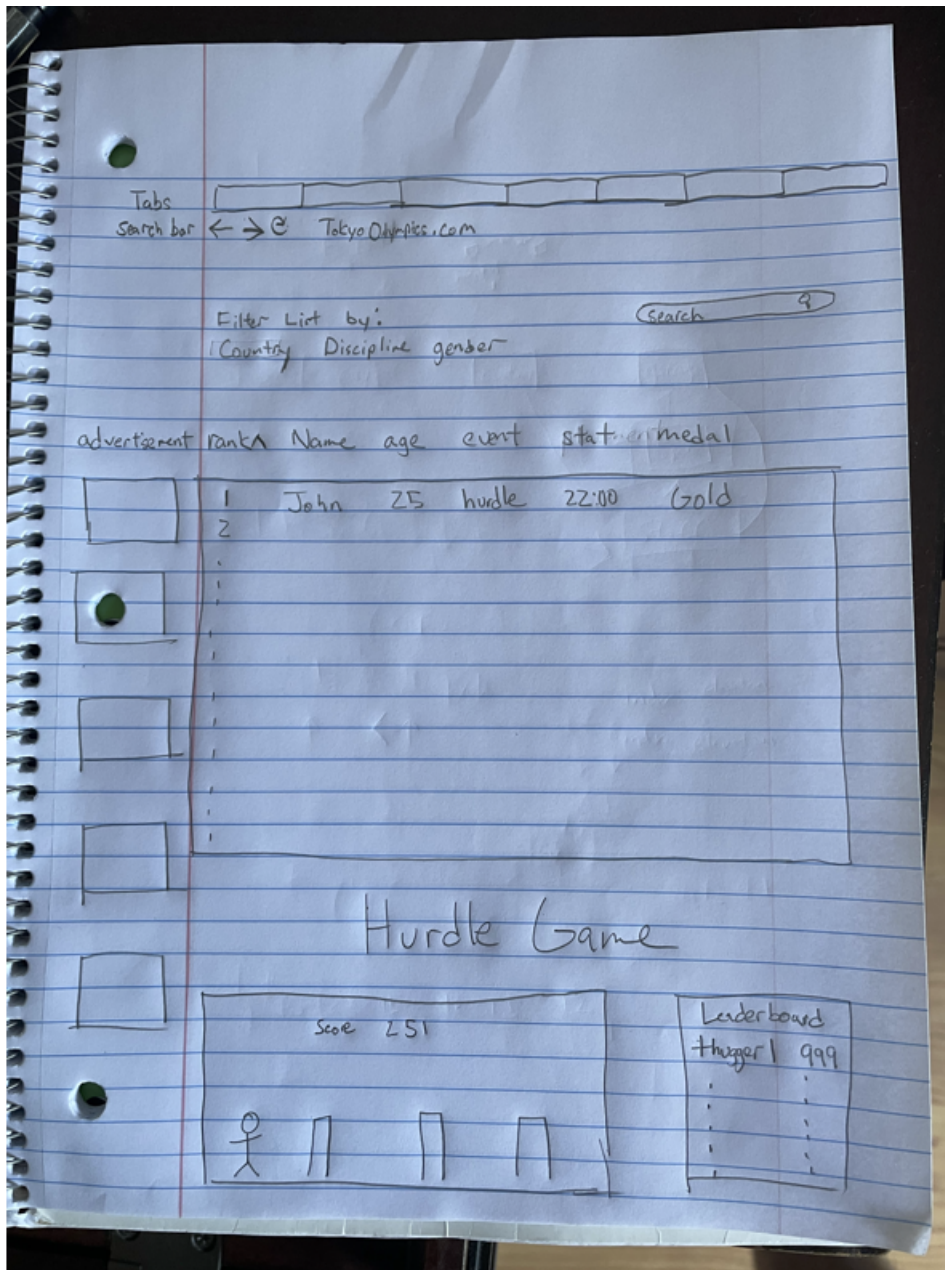 Tabs
Search bar ← → TokyoOlympics.com
Filter List by:
Country Discipline gender
search
advertisement rank^ Name age event stat medal
1 John 25 hurdle 22:00 Gold
2
Hurdle Game
Score 251
Leaderboard
thugger1 999